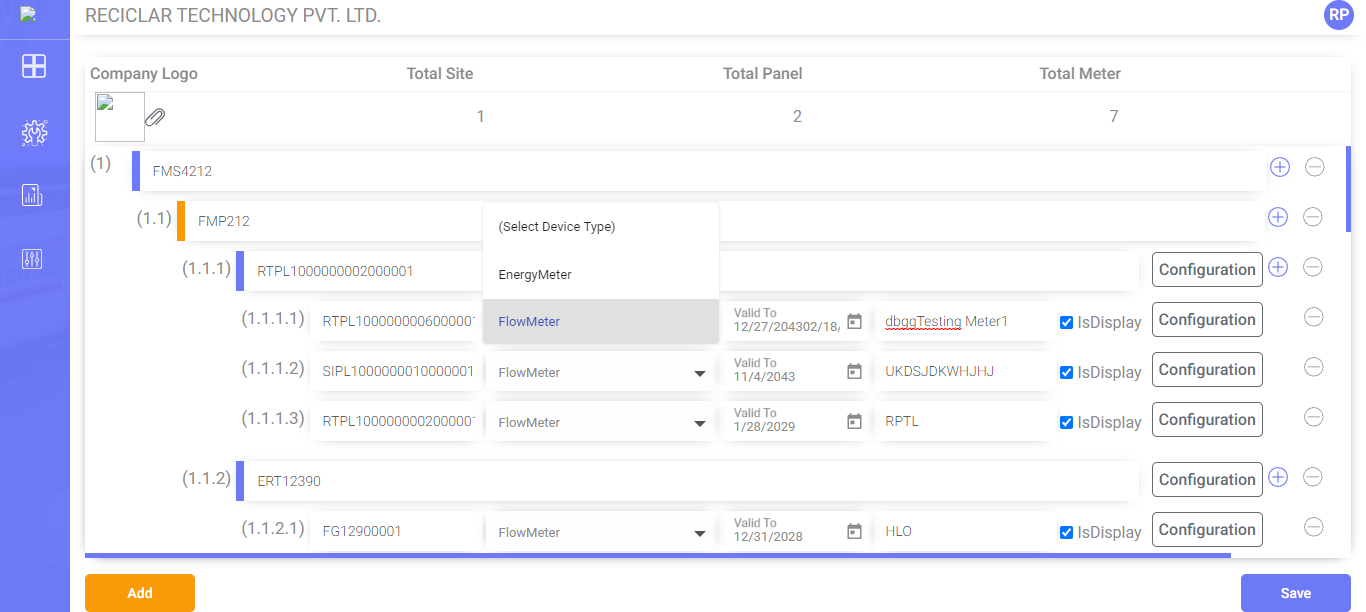 RECICLAR TECHNOLOGY PVT. LTD.
RP
Company Logo Total Site Total Panel Total Meter
1 2 7
(1) FMS4212
(1.1) FMP212
(Select Device Type)
EnergyMeter
FlowMeter
(1.1.1) RTPL1000000002000001 Configuration
(1.1.1.1) RTPL100000000600000 Valid To 12/27/204302/18/ dbggTesting Meter1 IsDisplay Configuration
(1.1.1.2) SIPL1000000010000001 FlowMeter Valid To 11/4/2043 UKDSJDKWHJHJ IsDisplay Configuration
(1.1.1.3) RTPL100000000200000 FlowMeter Valid To 1/28/2029 RPTL IsDisplay Configuration
(1.1.2) ERT12390 Configuration
(1.1.2.1) FG12900001 FlowMeter Valid To 12/31/2028 HLO IsDisplay Configuration
Add Save